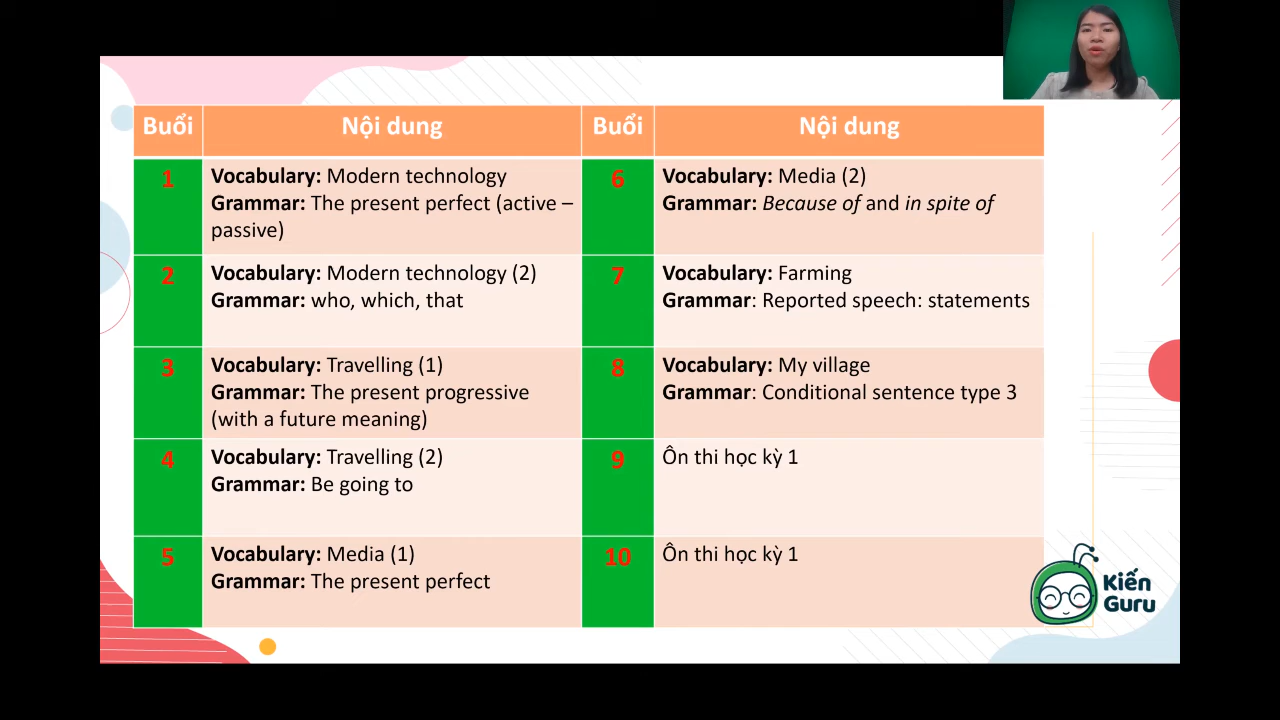 Buổi
Nội dung
Buổi
Nội dung
1
Vocabulary: Modern technology
Grammar: The present perfect (active –
passive)
6
Vocabulary: Media (2)
Grammar: Because of and in spite of
2
Vocabulary: Modern technology (2)
Grammar: who, which, that
7
Vocabulary: Farming
Grammar: Reported speech: statements
3
Vocabulary: Travelling (1)
Grammar: The present progressive
(with a future meaning)
8
Vocabulary: My village
Grammar: Conditional sentence type 3
4
Vocabulary: Travelling (2)
Grammar: Be going to
9
Ôn thi học kỳ 1
5
Vocabulary: Media (1)
Grammar: The present perfect
10
Ôn thi học kỳ 1
Kiến
Guru